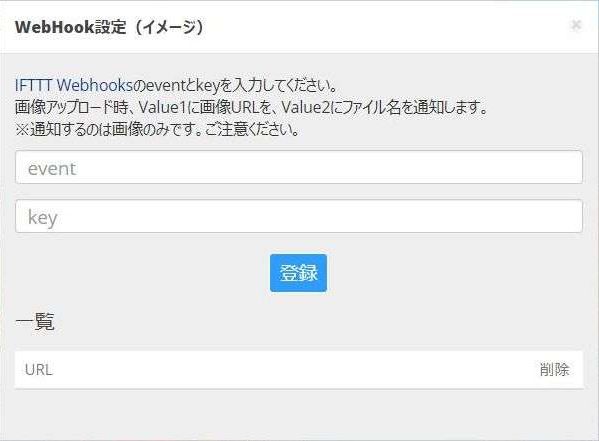 WebHook設定（イメージ）
×
IFTTT Webhooksのeventとkeyを入力してください。
画像アップロード時、Value1に画像URLを、Value2にファイル名を通知します。
※通知するのは画像のみです。ご注意ください。
event
key
登録
一覧
URL 削除